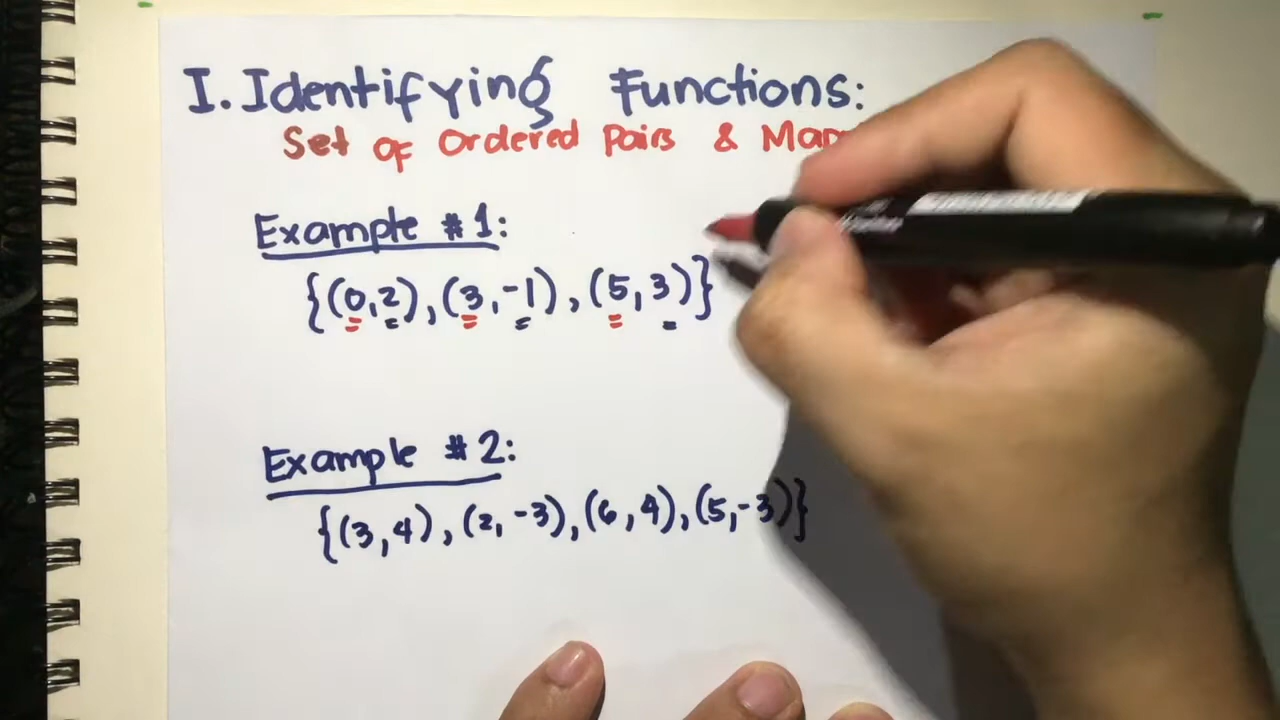 I. Identifying Functions:
Set of Ordered Pairs &
Example #1:
{(0,2),(3,-1),(5,3)}
Example #2:
{(3,4),(2,-3),(6,4),(5,-3)}